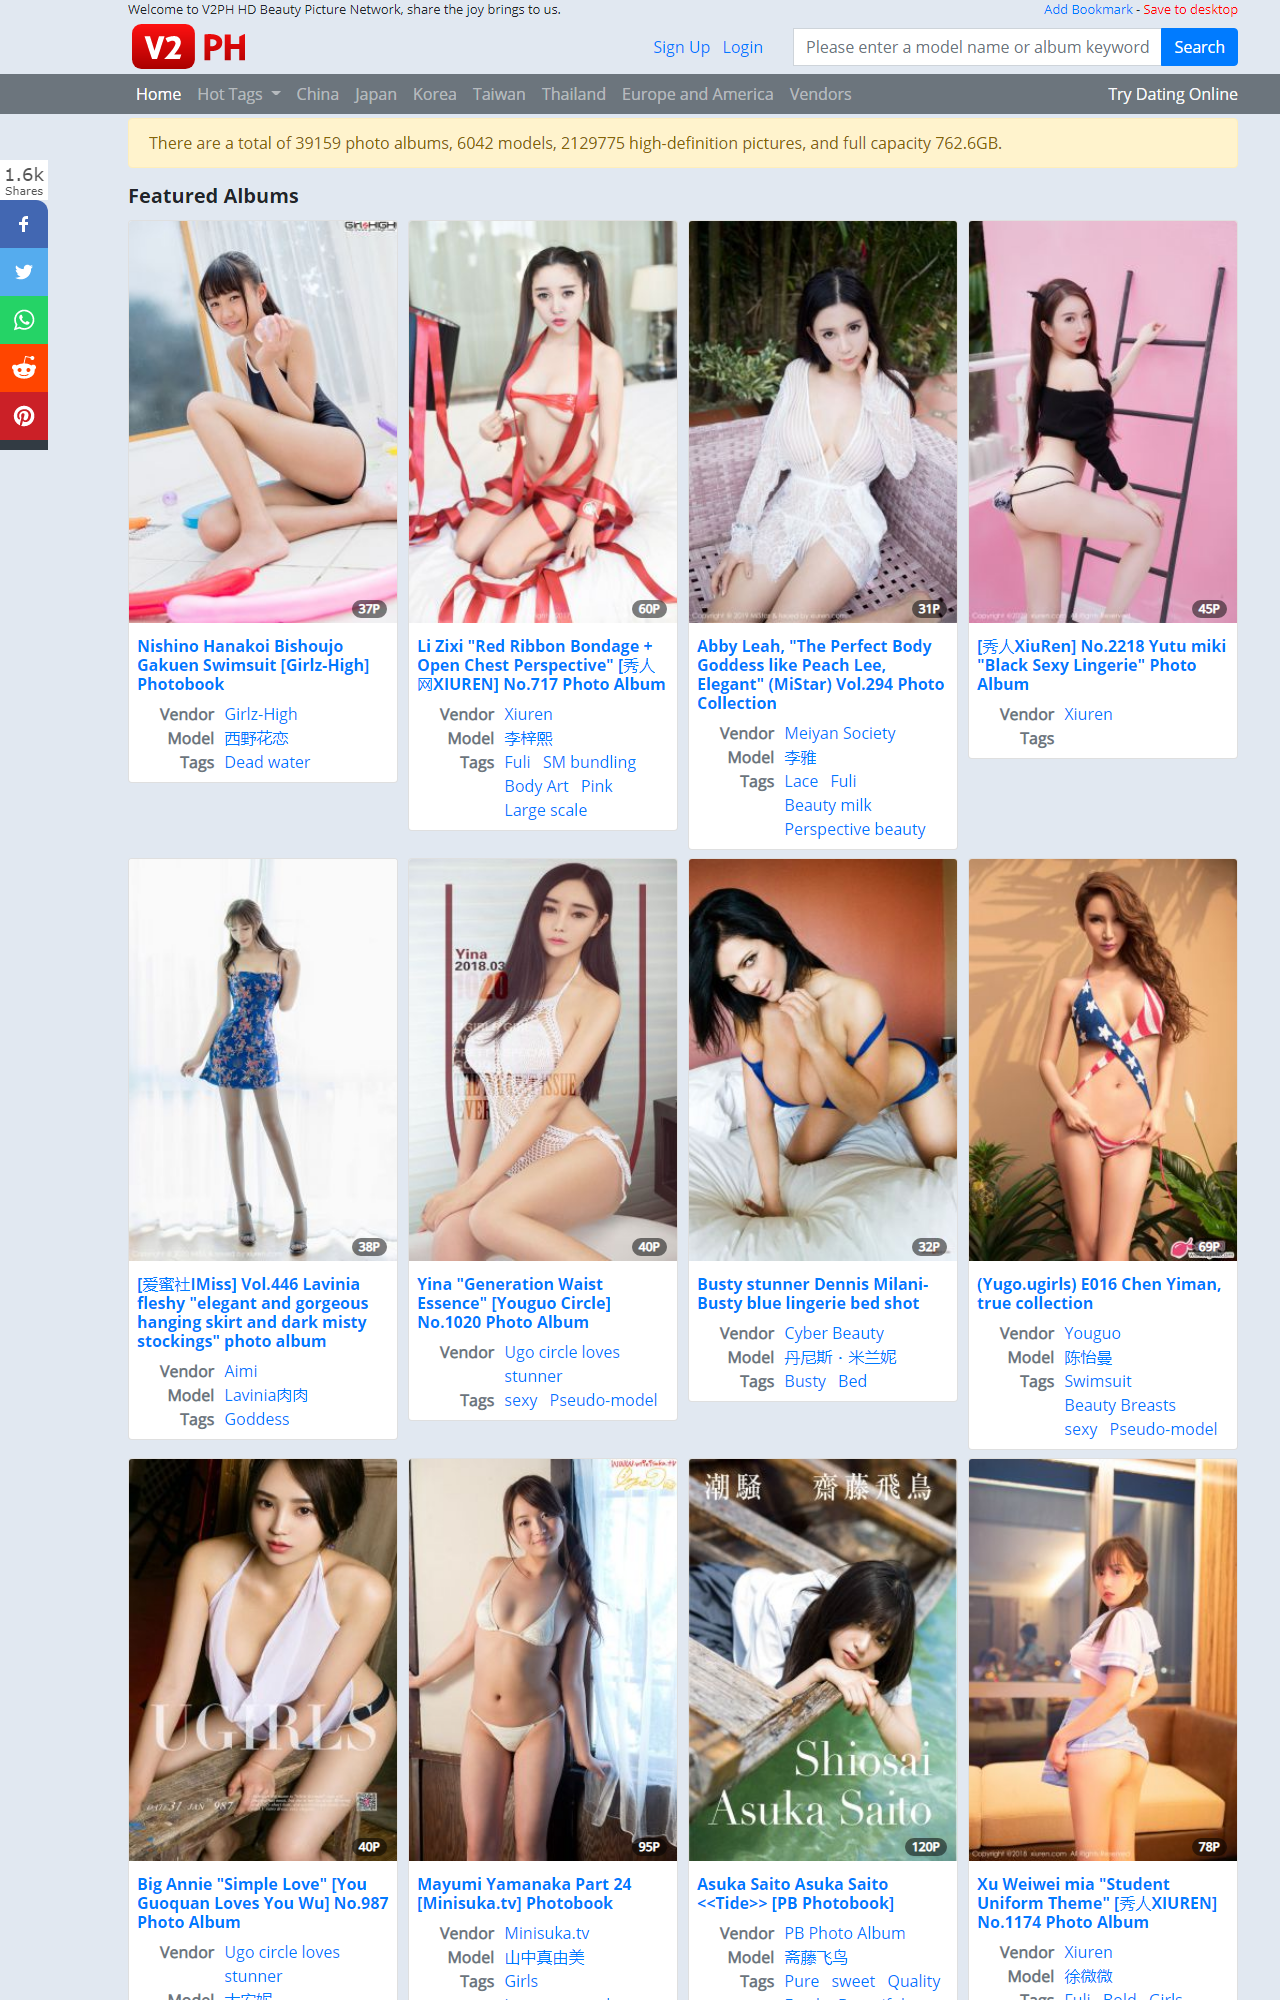 Welcome to V2PH HD Beauty Picture Network, share the joy brings to us.
Add Bookmark - Save to desktop
V2 PH
Sign Up Login
Please enter a model name or album keyword
Search
Home Hot Tags China Japan Korea Taiwan Thailand Europe and America Vendors Try Dating Online
There are a total of 39159 photo albums, 6042 models, 2129775 high-definition pictures, and full capacity 762.6GB.
1.6k
Shares
Featured Albums
Girlz-HIGH
37P
Nishino Hanakoi Bishoujo
Gakuen Swimsuit [Girlz-High]
Photobook
Vendor Girlz-High
Model 西野花恋
Tags Dead water
60P
Li Zixi "Red Ribbon Bondage +
Open Chest Perspective" [秀人
网XIUREN] No.717 Photo Album
Vendor Xiuren
Model 李梓熙
Tags Fuli SM bundling
Body Art Pink
Large scale
31P
Abby Leah, "The Perfect Body
Goddess like Peach Lee,
Elegant" (MiStar) Vol.294 Photo
Collection
Vendor Meiyan Society
Model 李雅
Tags Lace Fuli
Beauty milk
Perspective beauty
45P
[秀人XiuRen] No.2218 Yutu miki
"Black Sexy Lingerie" Photo
Album
Vendor Xiuren
Tags
38P
[爱蜜社IMiss] Vol.446 Lavinia
fleshy "elegant and gorgeous
hanging skirt and dark misty
stockings" photo album
Vendor Aimi
Model Lavinia肉肉
Tags Goddess
Yina
2018.03
1020
THE BIGGEST ISSUE
EVER
40P
Yina "Generation Waist
Essence" [Youguo Circle]
No.1020 Photo Album
Vendor Ugo circle loves
stunner
Tags sexy Pseudo-model
32P
Busty stunner Dennis Milani-
Busty blue lingerie bed shot
Vendor Cyber Beauty
Model 丹尼斯·米兰妮
Tags Busty Bed
69P
(Yugo.ugirls) E016 Chen Yiman,
true collection
Vendor Youguo
Model 陈怡曼
Tags Swimsuit
Beauty Breasts
sexy Pseudo-model
UGIRLS
DATE 31 JAN 987
40P
Big Annie "Simple Love" [You
Guoquan Loves You Wu] No.987
Photo Album
Vendor Ugo circle loves
stunner
Model
www.minisuka.tv
95P
Mayumi Yamanaka Part 24
[Minisuka.tv] Photobook
Vendor Minisuka.tv
Model 山中真由美
Tags Girls
潮騒 齋藤飛鳥
Shiosai
Asuka Saito
120P
Asuka Saito Asuka Saito
<<Tide>> [PB Photobook]
Vendor PB Photo Album
Model 斋藤飞鸟
Tags Pure sweet Quality
78P
Xu Weiwei mia "Student
Uniform Theme" [秀人XIUREN]
No.1174 Photo Album
Vendor Xiuren
Model 徐微微
Tags Fuli Bold Girls